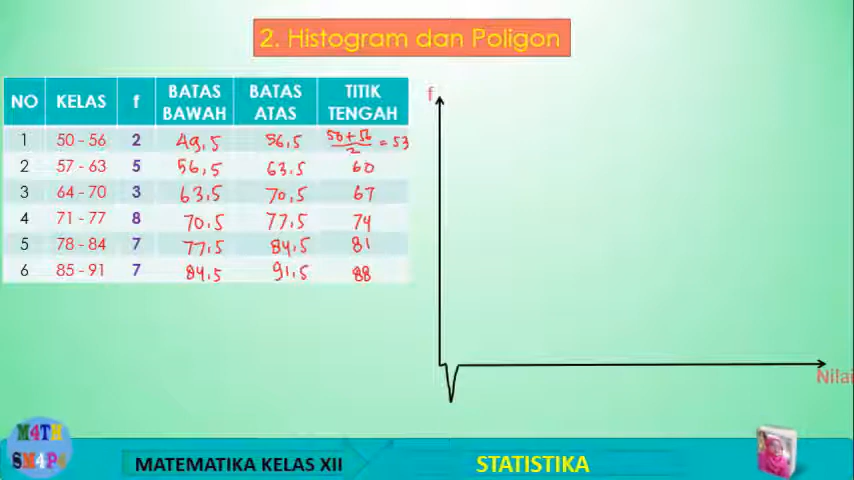 2. Histogram dan Poligon
NO KELAS f BATAS BAWAH BATAS ATAS TITIK TENGAH
1 50 - 56 2 49,5 56,5 50 + 56 / 2 = 53
2 57 - 63 5 56,5 63,5 60
3 64 - 70 3 63,5 70,5 67
4 71 - 77 8 70,5 77,5 74
5 78 - 84 7 77,5 84,5 81
6 85 - 91 7 84,5 91,5 88
f
Nilai
M4TH
SM4P4
MATEMATIKA KELAS XII
STATISTIKA